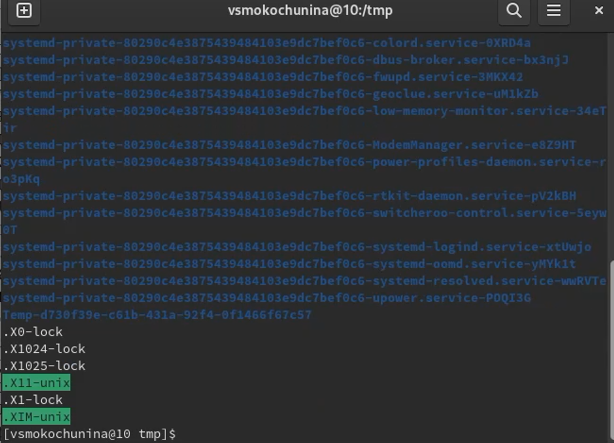 vsmokochunina@10:/tmp
systemd-private-80290c4e3875439484103e9dc7bef0c6-colord.service-0XRD4a
systemd-private-80290c4e3875439484103e9dc7bef0c6-dbus-broker.service-bx3njJ
systemd-private-80290c4e3875439484103e9dc7bef0c6-fwupd.service-3MKX42
systemd-private-80290c4e3875439484103e9dc7bef0c6-geoclue.service-uM1kZb
systemd-private-80290c4e3875439484103e9dc7bef0c6-low-memory-monitor.service-34eT
ir
systemd-private-80290c4e3875439484103e9dc7bef0c6-ModemManager.service-e8Z9HT
systemd-private-80290c4e3875439484103e9dc7bef0c6-power-profiles-daemon.service-r
o3pKq
systemd-private-80290c4e3875439484103e9dc7bef0c6-rtkit-daemon.service-pV2kBH
systemd-private-80290c4e3875439484103e9dc7bef0c6-switcheroo-control.service-5eyw
0T
systemd-private-80290c4e3875439484103e9dc7bef0c6-systemd-logind.service-xtUwjo
systemd-private-80290c4e3875439484103e9dc7bef0c6-systemd-oomd.service-yMYk1t
systemd-private-80290c4e3875439484103e9dc7bef0c6-systemd-resolved.service-wwRVTe
systemd-private-80290c4e3875439484103e9dc7bef0c6-upower.service-POQI3G
Temp-d730f39e-c61b-431a-92f4-0f1466f67c57
.X0-lock
.X1024-lock
.X1025-lock
.X11-unix
.X1-lock
.XIM-unix
[vsmokochunina@10 tmp]$